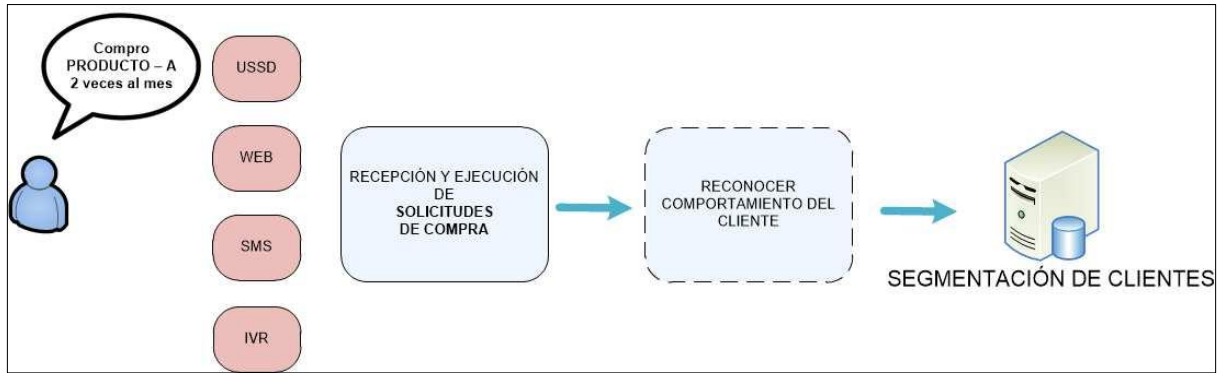 Compro
PRODUCTO – A
2 veces al mes
USSD
WEB
SMS
IVR
RECEPCIÓN Y EJECUCIÓN
DE
SOLICITUDES
DE COMPRA
RECONOCER
COMPORTAMIENTO DEL
CLIENTE
SEGMENTACIÓN DE CLIENTES